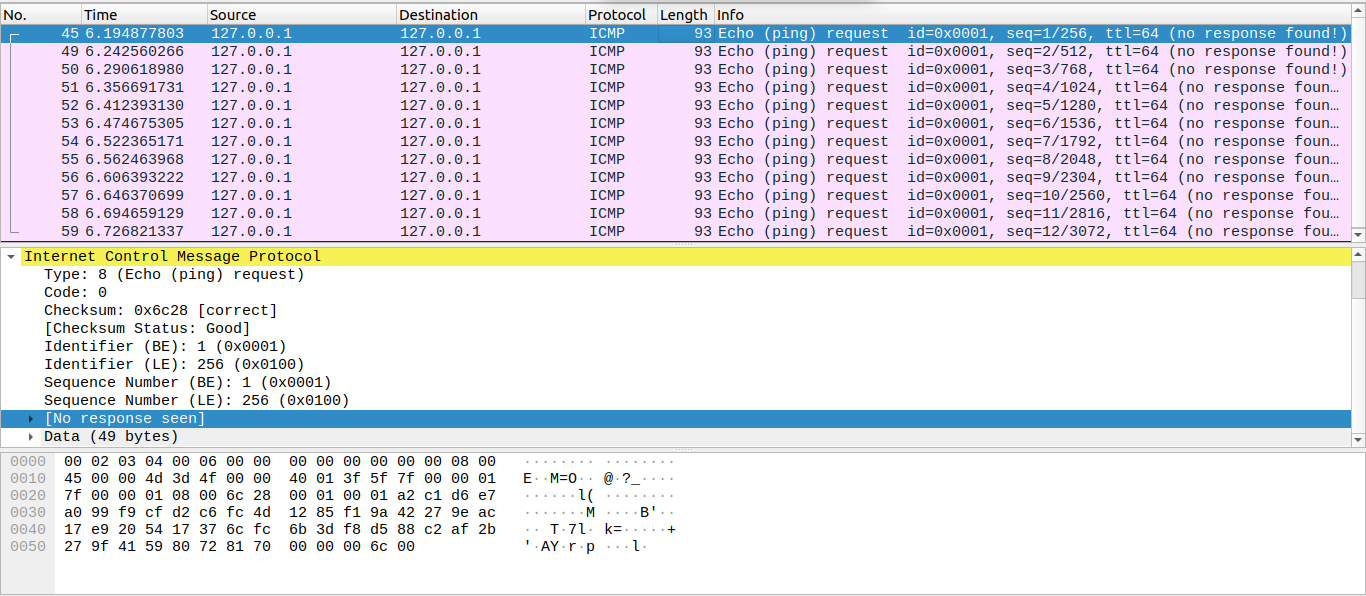 No. Time Source Destination Protocol Length Info
45 6.194877803 127.0.0.1 127.0.0.1 ICMP 93 Echo (ping) request id=0x0001, seq=1/256, ttl=64 (no response found!)
49 6.242560266 127.0.0.1 127.0.0.1 ICMP 93 Echo (ping) request id=0x0001, seq=2/512, ttl=64 (no response found!)
50 6.290618980 127.0.0.1 127.0.0.1 ICMP 93 Echo (ping) request id=0x0001, seq=3/768, ttl=64 (no response found!)
51 6.356691731 127.0.0.1 127.0.0.1 ICMP 93 Echo (ping) request id=0x0001, seq=4/1024, ttl=64 (no response foun…
52 6.412393130 127.0.0.1 127.0.0.1 ICMP 93 Echo (ping) request id=0x0001, seq=5/1280, ttl=64 (no response foun…
53 6.474675305 127.0.0.1 127.0.0.1 ICMP 93 Echo (ping) request id=0x0001, seq=6/1536, ttl=64 (no response foun…
54 6.522365171 127.0.0.1 127.0.0.1 ICMP 93 Echo (ping) request id=0x0001, seq=7/1792, ttl=64 (no response foun…
55 6.562463968 127.0.0.1 127.0.0.1 ICMP 93 Echo (ping) request id=0x0001, seq=8/2048, ttl=64 (no response foun…
56 6.606393222 127.0.0.1 127.0.0.1 ICMP 93 Echo (ping) request id=0x0001, seq=9/2304, ttl=64 (no response foun…
57 6.646370699 127.0.0.1 127.0.0.1 ICMP 93 Echo (ping) request id=0x0001, seq=10/2560, ttl=64 (no response fou…
58 6.694659129 127.0.0.1 127.0.0.1 ICMP 93 Echo (ping) request id=0x0001, seq=11/2816, ttl=64 (no response fou…
59 6.726821337 127.0.0.1 127.0.0.1 ICMP 93 Echo (ping) request id=0x0001, seq=12/3072, ttl=64 (no response fou…
Internet Control Message Protocol
Type: 8 (Echo (ping) request)
Code: 0
Checksum: 0x6c28 [correct]
[Checksum Status: Good]
Identifier (BE): 1 (0x0001)
Identifier (LE): 256 (0x0100)
Sequence Number (BE): 1 (0x0001)
Sequence Number (LE): 256 (0x0100)
[No response seen]
Data (49 bytes)
0000 00 02 03 04 00 06 00 00 00 00 00 00 00 00 08 00 ········ ········
0010 45 00 00 4d 3d 4f 00 00 40 01 3f 5f 7f 00 00 01 E··M=O·· @·?_····
0020 7f 00 00 01 08 00 6c 28 00 01 00 01 a2 c1 d6 e7 ······l( ········
0030 a0 99 f9 cf d2 c6 fc 4d 12 85 f1 9a 42 27 9e ac ·······M ····B'··
0040 17 e9 20 54 17 37 6c fc 6b 3d f8 d5 88 c2 af 2b ·· T·7l· k=·····+
0050 27 9f 41 59 80 72 81 70 00 00 00 6c 00 '·AY·r·p ···l·